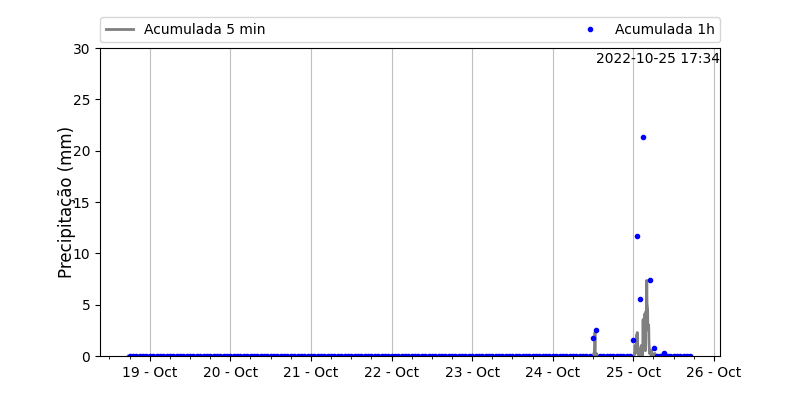 Acumulada 5 min
Acumulada 1h
2022-10-25 17:34
Precipitação (mm)
30
25
20
15
10
5
0
19 - Oct
20 - Oct
21 - Oct
22 - Oct
23 - Oct
24 - Oct
25 - Oct
26 - Oct